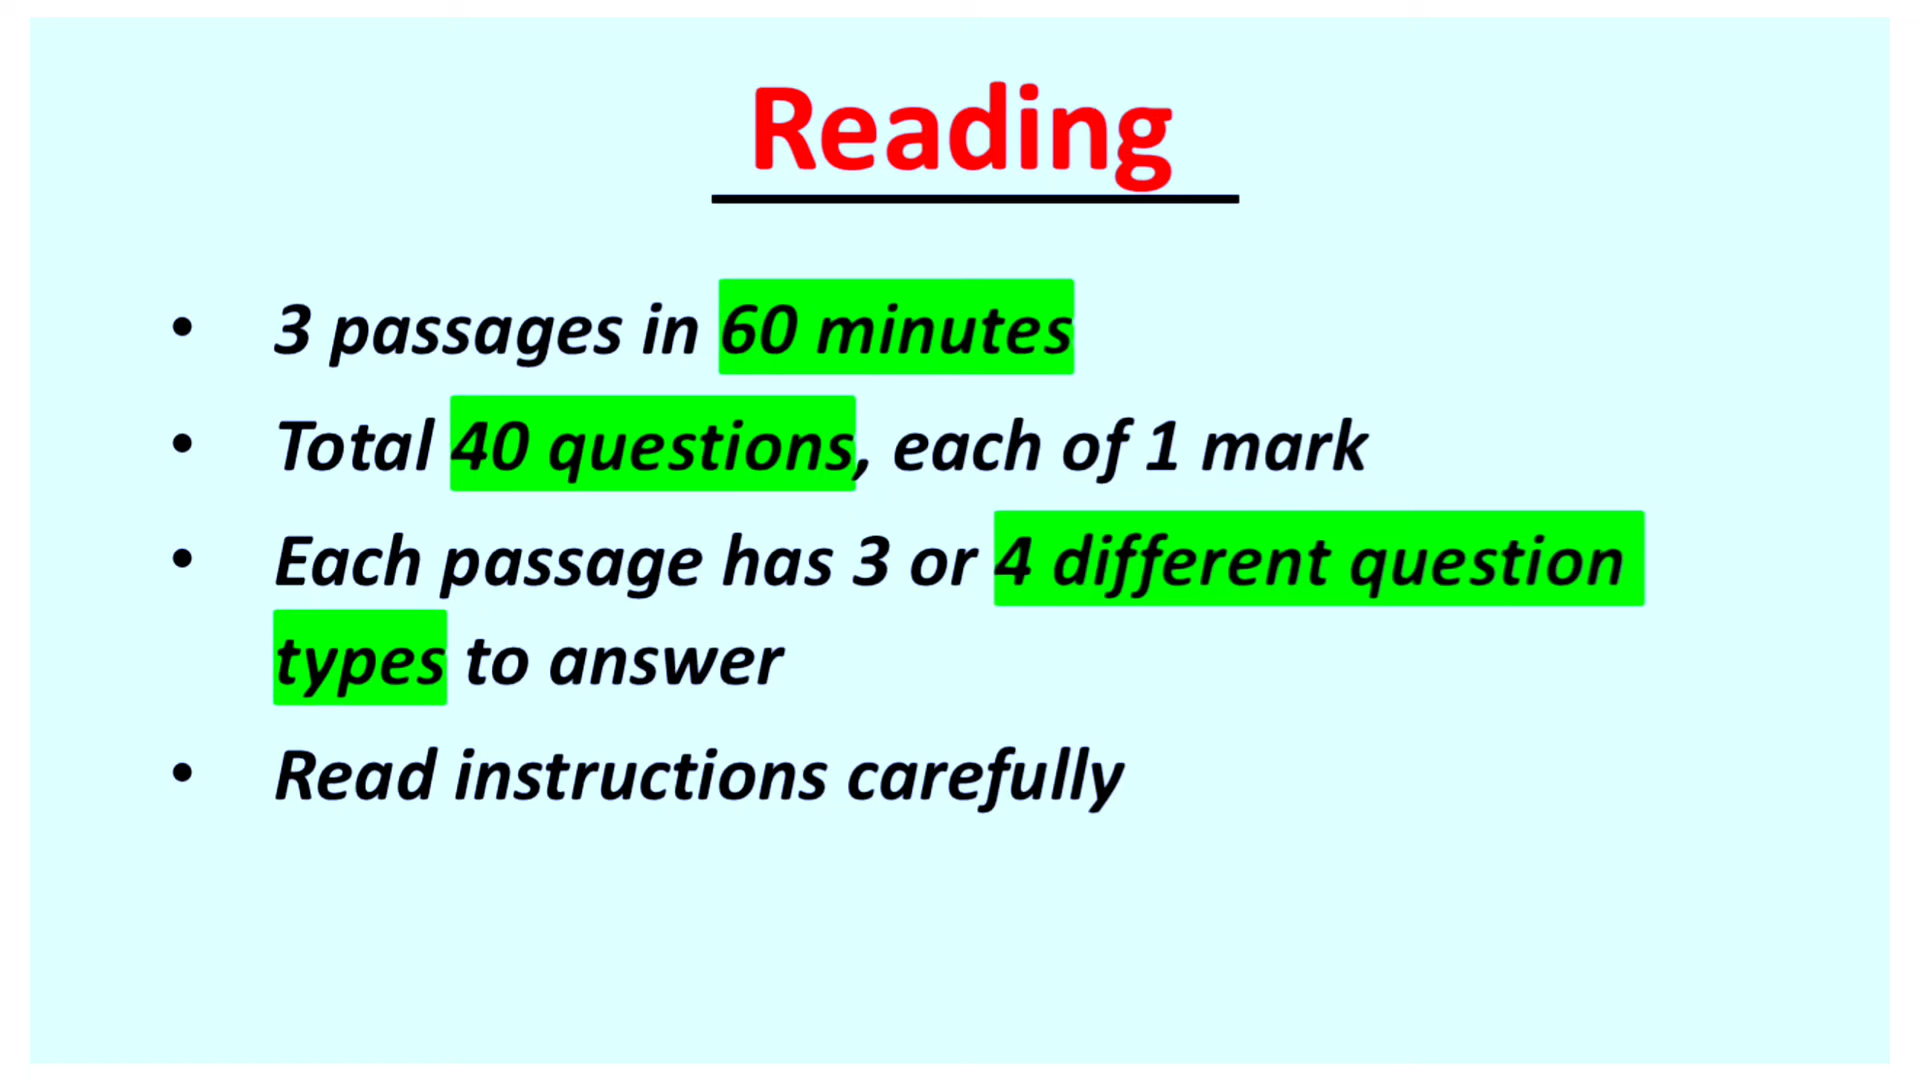 Reading
• 3 passages in 60 minutes
• Total 40 questions, each of 1 mark
• Each passage has 3 or 4 different question
types to answer
• Read instructions carefully